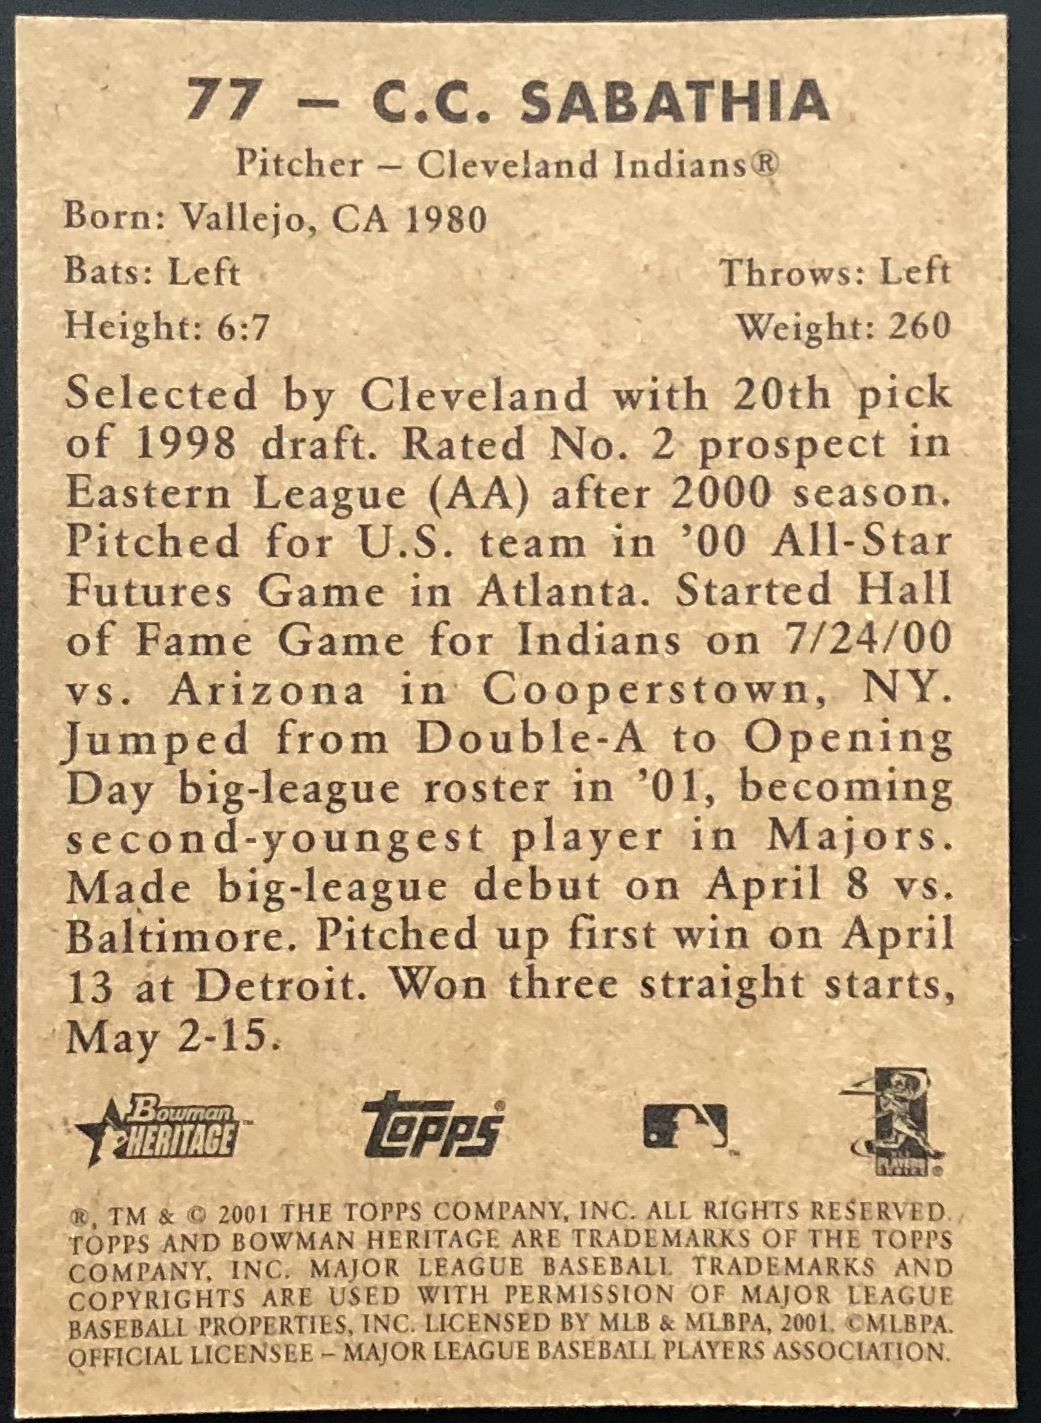 77 – C.C. SABATHIA
Pitcher – Cleveland Indians®
Born: Vallejo, CA 1980
Bats: Left Throws: Left
Height: 6:7 Weight: 260
Selected by Cleveland with 20th pick
of 1998 draft. Rated No. 2 prospect in
Eastern League (AA) after 2000 season.
Pitched for U.S. team in ’00 All-Star
Futures Game in Atlanta. Started Hall
of Fame Game for Indians on 7/24/00
vs. Arizona in Cooperstown, NY.
Jumped from Double-A to Opening
Day big-league roster in ’01, becoming
second-youngest player in Majors.
Made big-league debut on April 8 vs.
Baltimore. Pitched up first win on April
13 at Detroit. Won three straight starts,
May 2-15.
Bowman
HERITAGE™
topps®
™
PLAYERS
CHOICE®
®, TM & © 2001 THE TOPPS COMPANY, INC. ALL RIGHTS RESERVED.
TOPPS AND BOWMAN HERITAGE ARE TRADEMARKS OF THE TOPPS
COMPANY, INC. MAJOR LEAGUE BASEBALL TRADEMARKS AND
COPYRIGHTS ARE USED WITH PERMISSION OF MAJOR LEAGUE
BASEBALL PROPERTIES, INC. LICENSED BY MLB & MLBPA, 2001. ©MLBPA.
OFFICIAL LICENSEE – MAJOR LEAGUE BASEBALL PLAYERS ASSOCIATION.